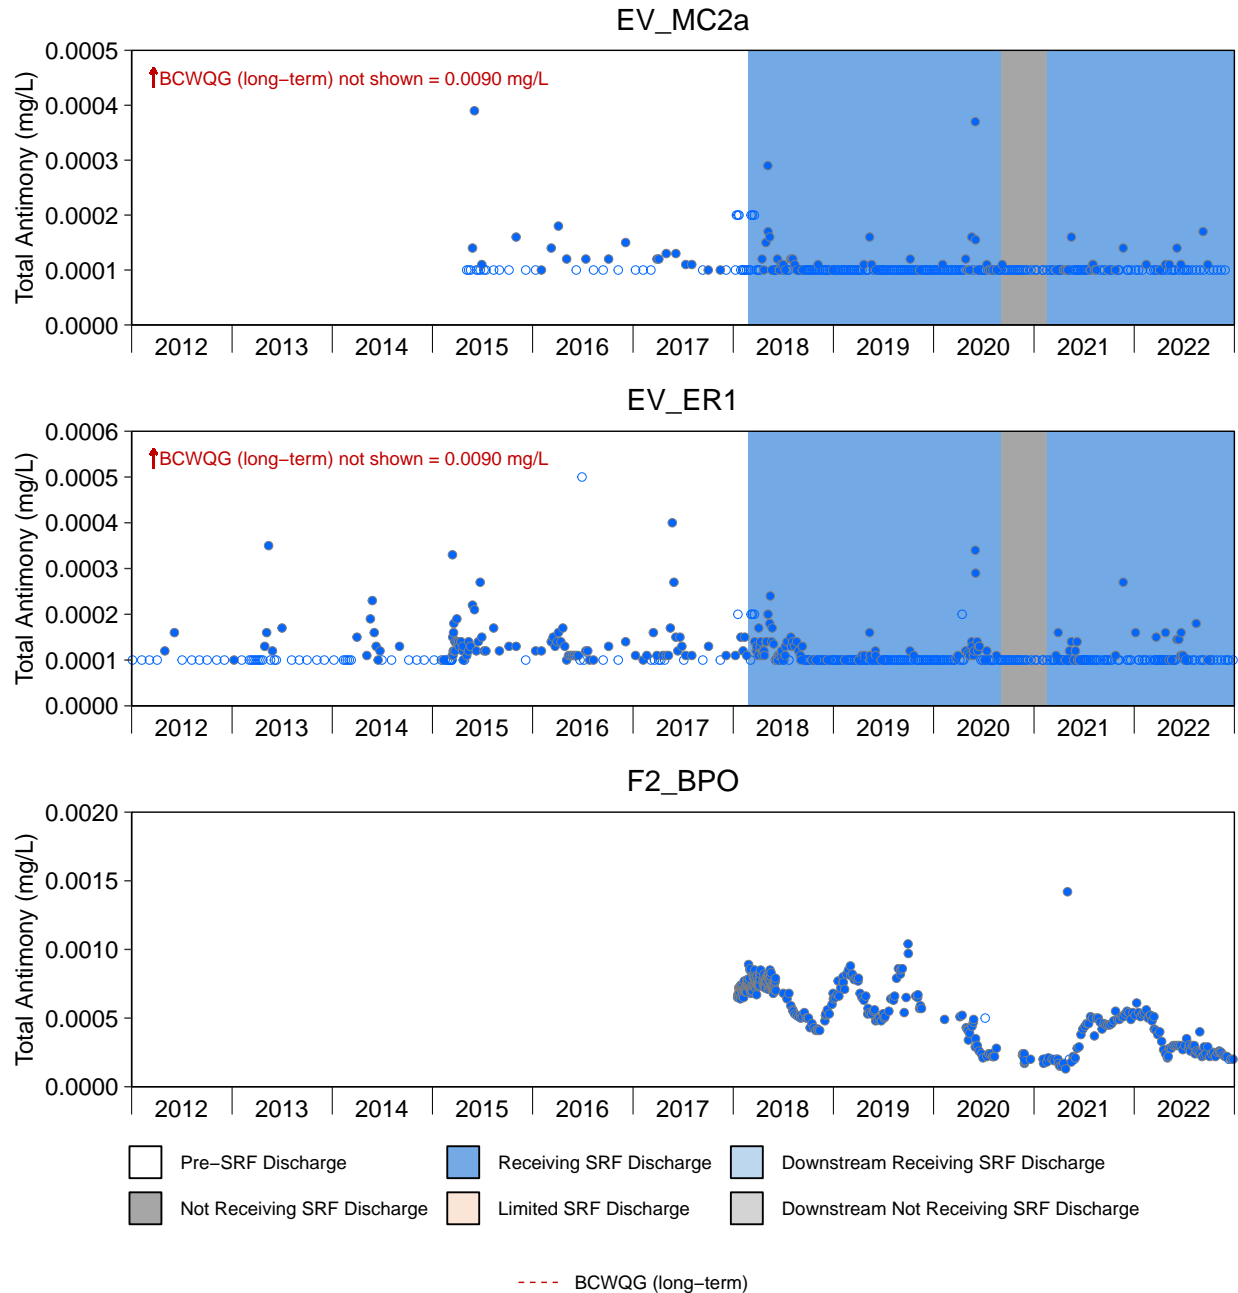 EV_MC2a
Total Antimony (mg/L)
0.0005
0.0004
0.0003
0.0002
0.0001
0.0000
BCWQG (long−term) not shown = 0.0090 mg/L
2012 2013 2014 2015 2016 2017 2018 2019 2020 2021 2022
EV_ER1
Total Antimony (mg/L)
0.0006
0.0005
0.0004
0.0003
0.0002
0.0001
0.0000
BCWQG (long−term) not shown = 0.0090 mg/L
2012 2013 2014 2015 2016 2017 2018 2019 2020 2021 2022
F2_BPO
Total Antimony (mg/L)
0.0020
0.0015
0.0010
0.0005
0.0000
2012 2013 2014 2015 2016 2017 2018 2019 2020 2021 2022
Pre−SRF Discharge Receiving SRF Discharge Downstream Receiving SRF Discharge
Not Receiving SRF Discharge Limited SRF Discharge Downstream Not Receiving SRF Discharge
BCWQG (long−term)